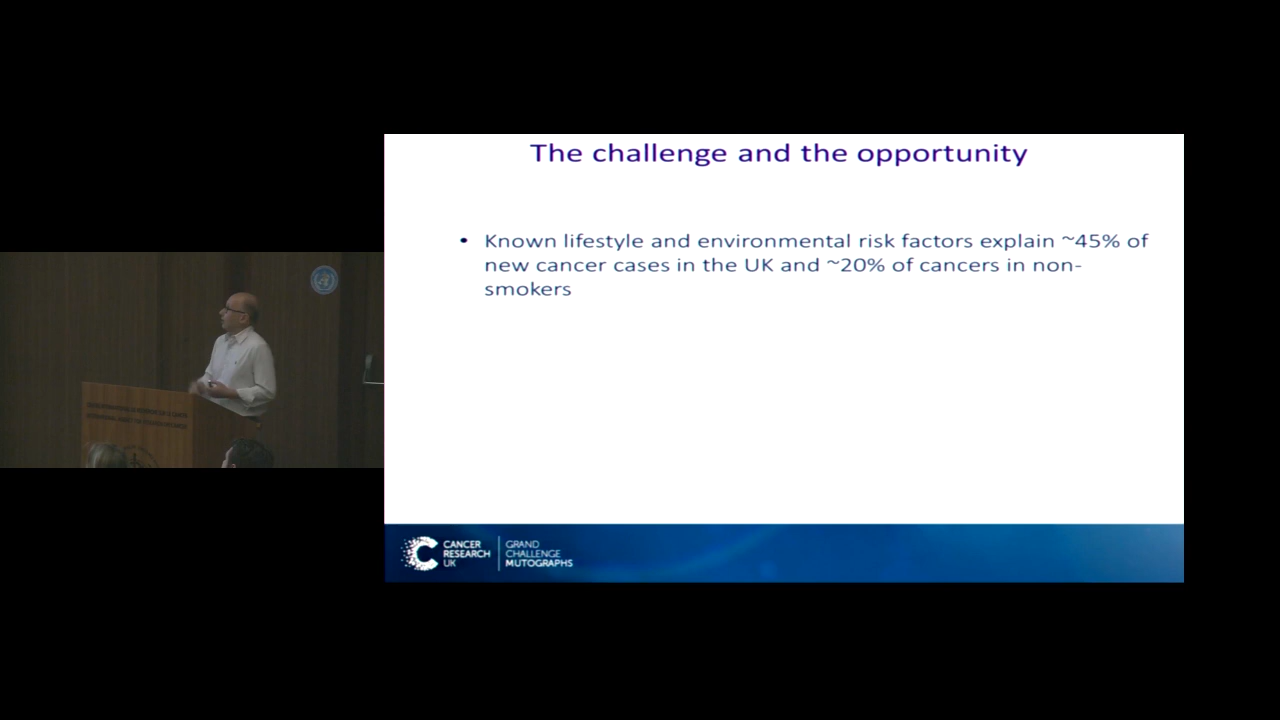 The challenge and the opportunity
• Known lifestyle and environmental risk factors explain ~45% of
new cancer cases in the UK and ~20% of cancers in non-
smokers
CANCER
RESEARCH
UK
GRAND
CHALLENGE
MUTOGRAPHS